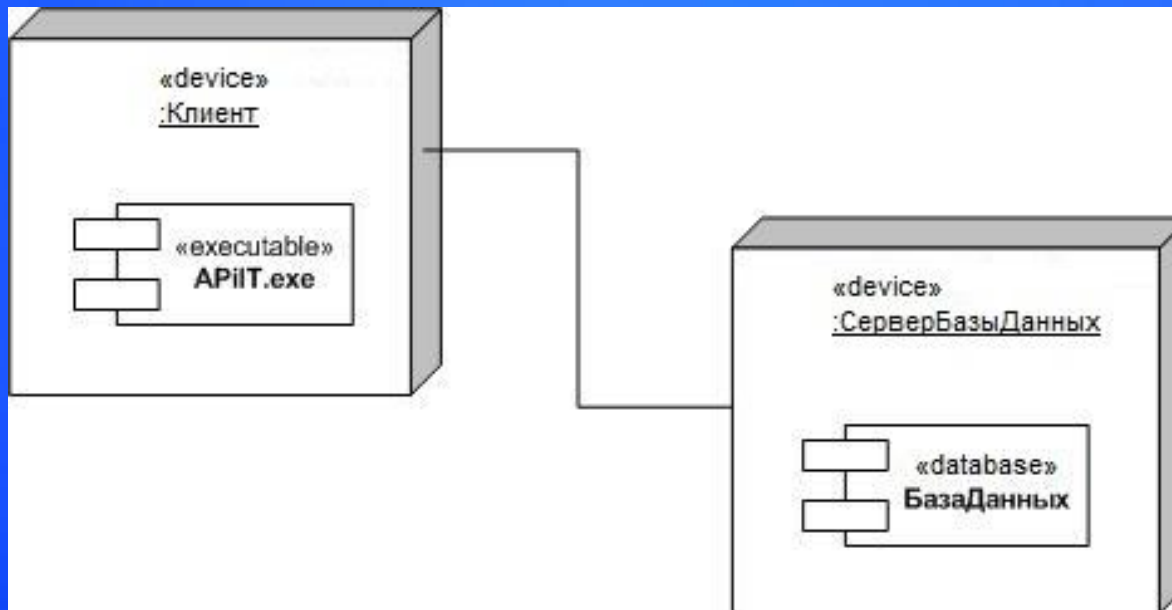 «device»
:Клиент
«executable»
APiIT.exe
«device»
:СерверБазыДанных
«database»
БазаДанных